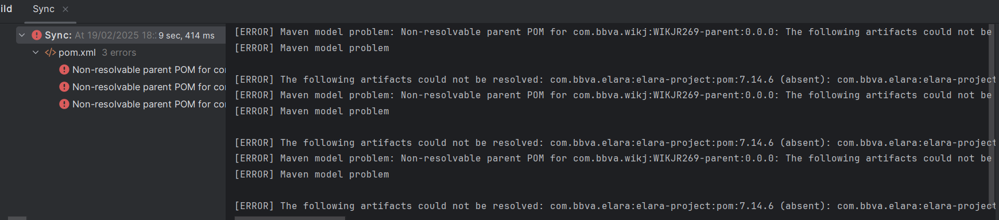 ild
Sync
Sync: At 19/02/2025 18: 9 sec, 414 ms
pom.xml 3 errors
Non-resolvable parent POM for
Non-resolvable parent POM for
Non-resolvable parent POM for
[ERROR] Maven model problem: Non-resolvable parent POM for com.bbva.wikj:WIKJR269-parent:0.0.0: The following artifacts could not be
[ERROR] Maven model problem
[ERROR] The following artifacts could not be resolved: com.bbva.elara:elara-project:pom:7.14.6 (absent): com.bbva.elara:elara-project
[ERROR] Maven model problem: Non-resolvable parent POM for com.bbva.wikj:WIKJR269-parent:0.0.0: The following artifacts could not be
[ERROR] Maven model problem
[ERROR] The following artifacts could not be resolved: com.bbva.elara:elara-project:pom:7.14.6 (absent): com.bbva.elara:elara-project
[ERROR] Maven model problem: Non-resolvable parent POM for com.bbva.wikj:WIKJR269-parent:0.0.0: The following artifacts could not be
[ERROR] Maven model problem
[ERROR] The following artifacts could not be resolved: com.bbva.elara:elara-project:pom:7.14.6 (absent): com.bbva.elara:elara-project